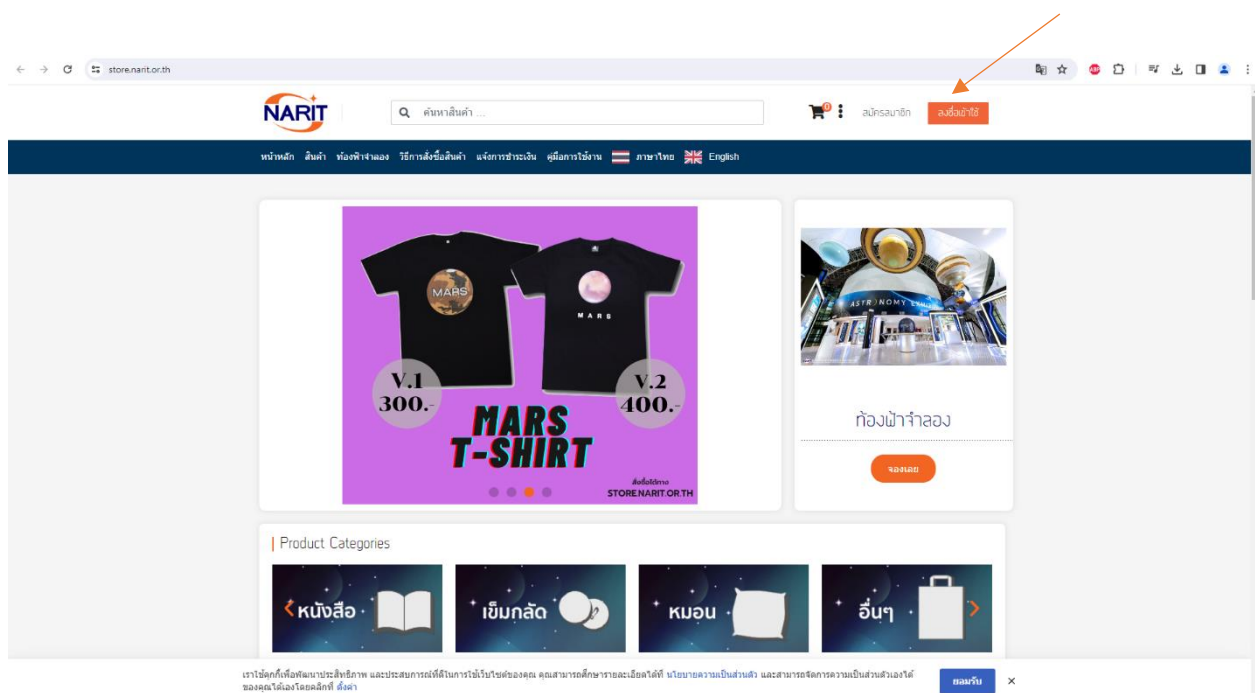 store.narit.or.th
NARIT
ค้นหาสินค้า ...
0
สมัครสมาชิก
ลงชื่อเข้าใช้
หน้าหลัก สินค้า ท้องฟ้าจำลอง วิธีการสั่งซื้อสินค้า แจ้งการชำระเงิน คู่มือการใช้งาน ภาษาไทย English
MARS
MARS
V.1
300.-
V.2
400.-
MARS
T-SHIRT
สั่งซื้อได้ทาง
STORE.NARIT.OR.TH
ท้องฟ้าจำลอง
จองเลย
Product Categories
หนังสือ
เข็มกลัด
หมอน
อื่นๆ
เราใช้คุกกี้เพื่อพัฒนาประสิทธิภาพ และประสบการณ์ที่ดีในการใช้เว็บไซต์ของคุณ คุณสามารถศึกษารายละเอียดได้ที่ นโยบายความเป็นส่วนตัว และสามารถจัดการความเป็นส่วนตัวเองได้
ของคุณได้เองโดยคลิกที่ ตั้งค่า
ยอมรับ